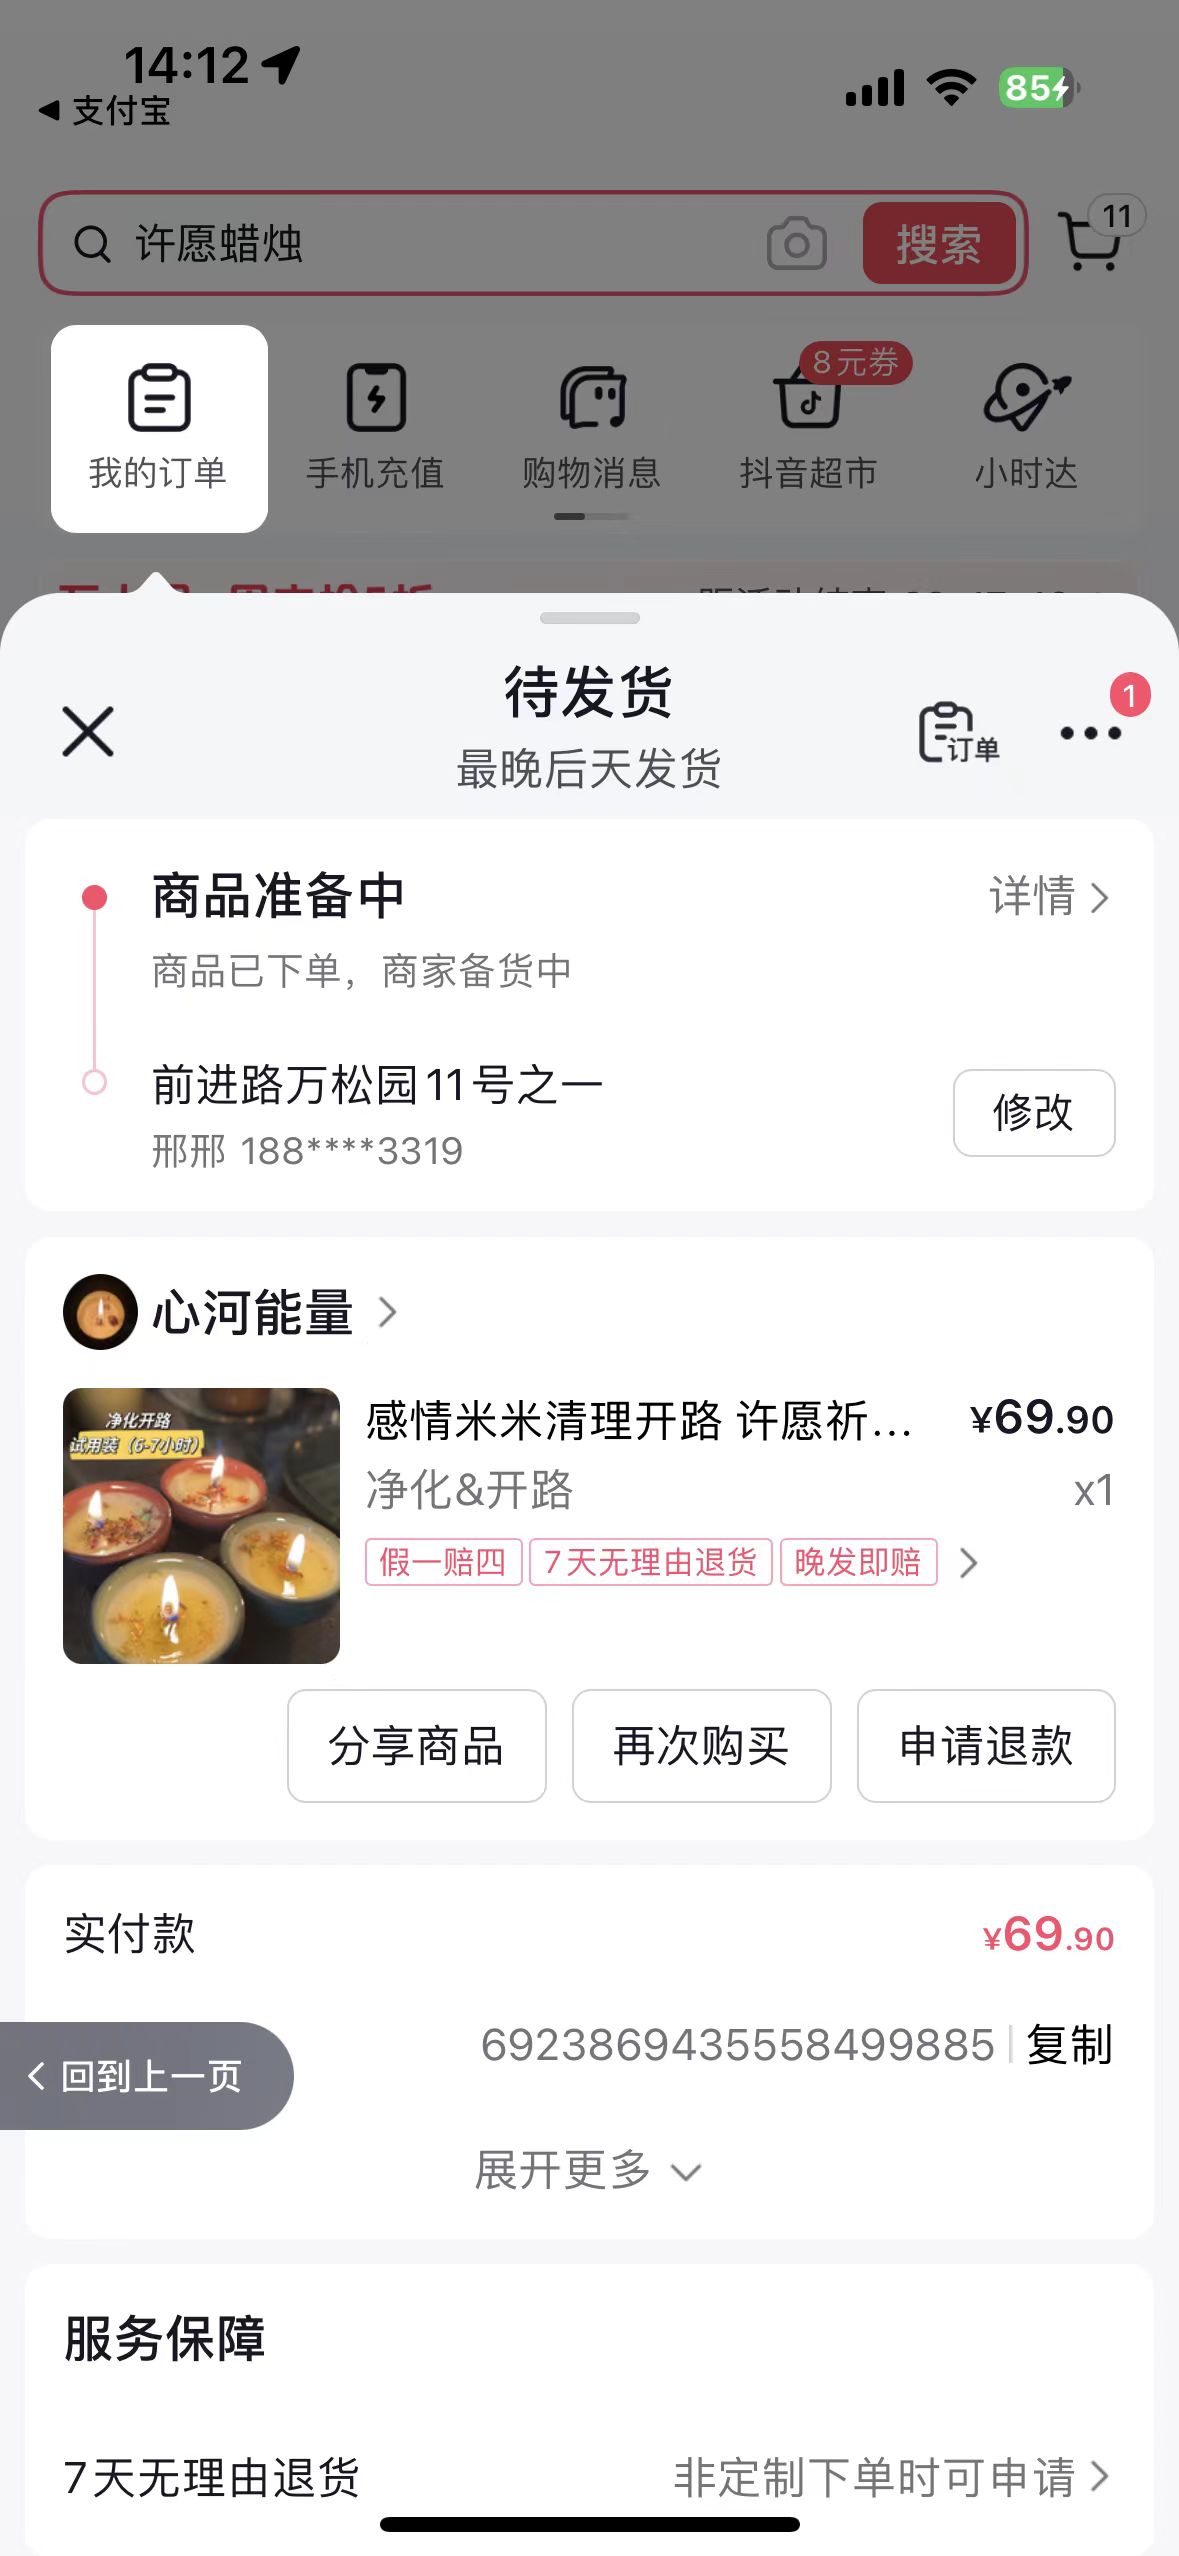 14:12
支付宝
85
许愿蜡烛
搜索
11
8元券
我的订单
手机充值
购物消息
抖音超市
小时达
待发货
最晚后天发货
订单
1
商品准备中
详情
商品已下单，商家备货中
前进路万松园11号之一
修改
邢邢 188****3319
心河能量
净化开路
试用装（6-7小时）
感情米米清理开路 许愿祈...
¥69.90
净化&开路
x1
假一赔四
7天无理由退货
晚发即赔
分享商品
再次购买
申请退款
实付款
¥69.90
6923869435558499885
复制
回到上一页
展开更多
服务保障
7天无理由退货
非定制下单时可申请